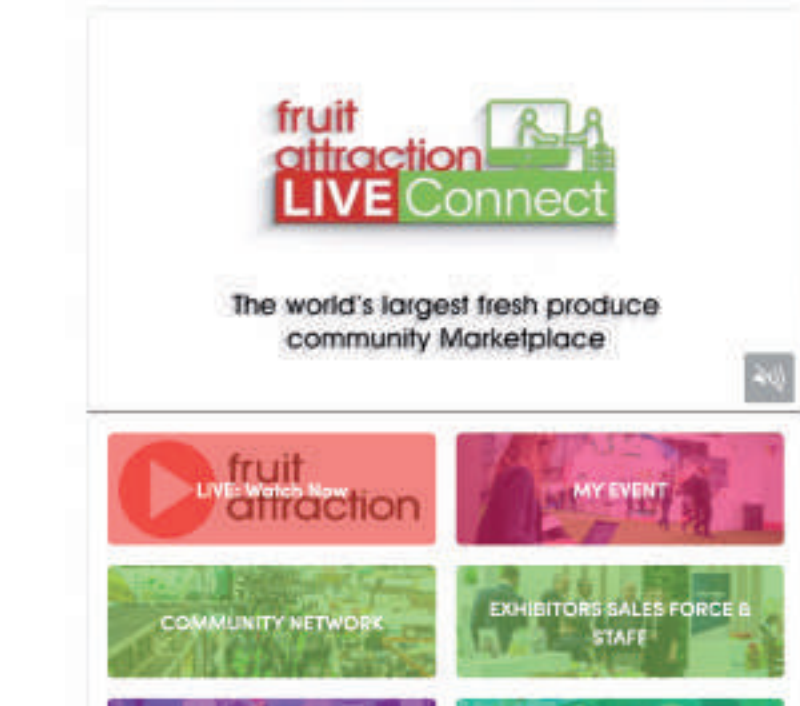 fruit
attraction
LIVE Connect
The world's largest fresh produce
community Marketplace
fruit
LIVE: Watch Now
attraction
MY EVENT
COMMUNITY NETWORK
EXHIBITORS SALES FORCE &
STAFF